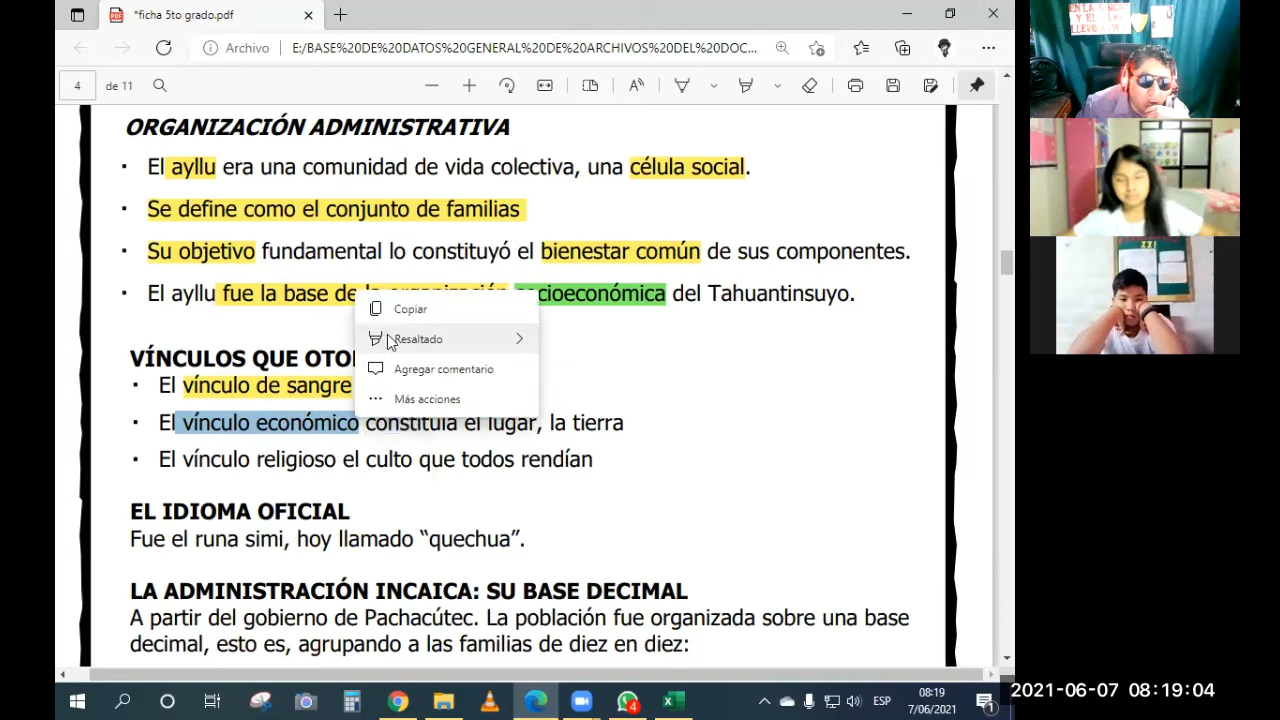 *ficha 5to grado.pdf
Archivo
E:/BASE%20DE%20DATOS%20GENERAL%20DE%20ARCHIVOS%20DEL%20DOC...
4
de 11
ORGANIZACIÓN ADMINISTRATIVA
· El ayllu era una comunidad de vida colectiva, una célula social.
· Se define como el conjunto de familias
· Su objetivo fundamental lo constituyó el bienestar común de sus componentes.
· El ayllu fue la base de la organización socioeconómica del Tahuantinsuyo.
Copiar
Resaltado
Agregar comentario
Más acciones
VÍNCULOS QUE
· El vínculo de sangre
· El vínculo económico constituía el lugar, la tierra
· El vínculo religioso el culto que todos rendían
EL IDIOMA OFICIAL
Fue el runa simi, hoy llamado “quechua”.
LA ADMINISTRACIÓN INCAICA: SU BASE DECIMAL
A partir del gobierno de Pachacútec. La población fue organizada sobre una base
decimal, esto es, agrupando a las familias de diez en diez:
4
ESP
08:19
7/06/2021
1
2021-06-07 08:19:04
XXI